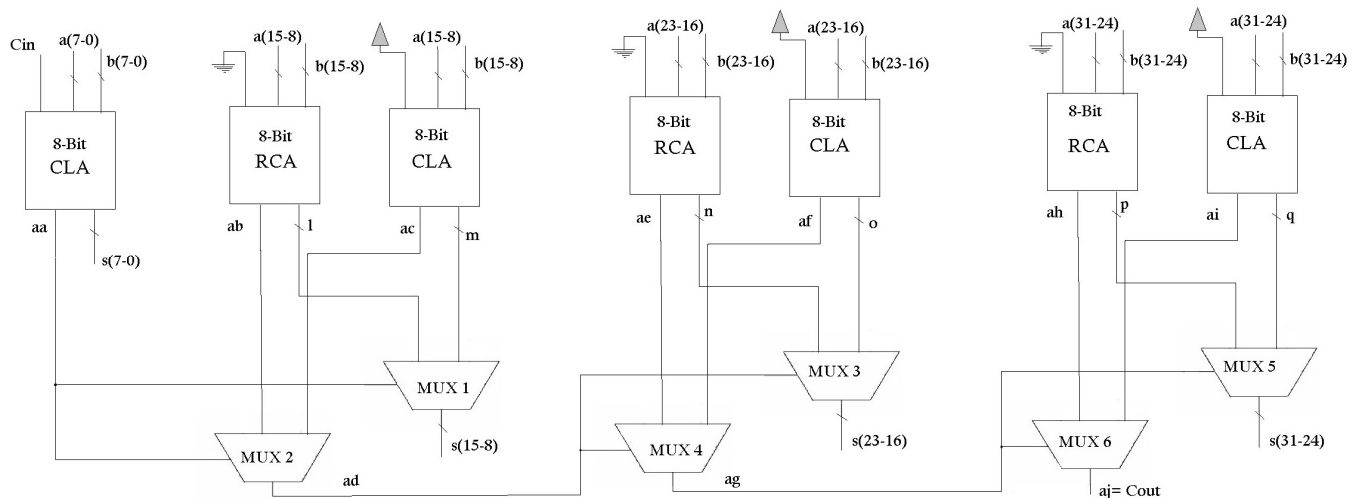 Cin
a(7-0)
b(7-0)
8-Bit
CLA
aa
s(7-0)
a(15-8)
b(15-8)
8-Bit
RCA
ab
l
a(15-8)
b(15-8)
8-Bit
CLA
ac
m
MUX 1
s(15-8)
MUX 2
ad
a(23-16)
b(23-16)
8-Bit
RCA
ae
n
a(23-16)
b(23-16)
8-Bit
CLA
af
o
MUX 3
s(23-16)
MUX 4
ag
a(31-24)
b(31-24)
8-Bit
RCA
ah
p
a(31-24)
b(31-24)
8-Bit
CLA
ai
q
MUX 5
s(31-24)
MUX 6
aj= Cout